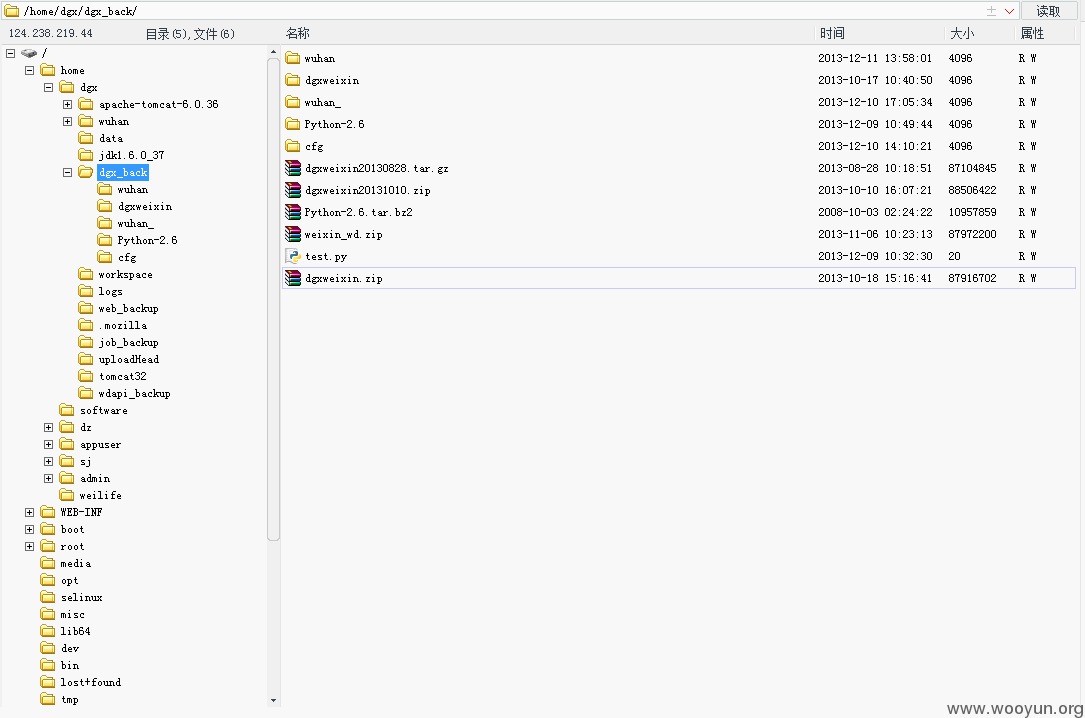 /home/dgx/dgx_back/ 读取
124.238.219.44 目录(5),文件(6) 名称 时间 大小 属性
/
home
dgx
apache-tomcat-6.0.36
wuhan
data
jdk1.6.0_37
dgx_back
wuhan
dgxweixin
wuhan_
Python-2.6
cfg
workspace
logs
web_backup
.mozilla
job_backup
uploadHead
tomcat32
wdapi_backup
software
dz
appuser
sj
admin
weilife
WEB-INF
boot
root
media
opt
selinux
misc
lib64
dev
bin
lost+found
tmp
wuhan 2013-12-11 13:58:01 4096 R W
dgxweixin 2013-10-17 10:40:50 4096 R W
wuhan_ 2013-12-10 17:05:34 4096 R W
Python-2.6 2013-12-09 10:49:44 4096 R W
cfg 2013-12-10 14:10:21 4096 R W
dgxweixin20130828.tar.gz 2013-08-28 10:18:51 87104845 R W
dgxweixin20131010.zip 2013-10-10 16:07:21 88506422 R W
Python-2.6.tar.bz2 2008-10-03 02:24:22 10957859 R W
weixin_wd.zip 2013-11-06 10:23:13 87972200 R W
test.py 2013-12-09 10:32:30 20 R W
dgxweixin.zip 2013-10-18 15:16:41 87916702 R W
www.wooyun.org